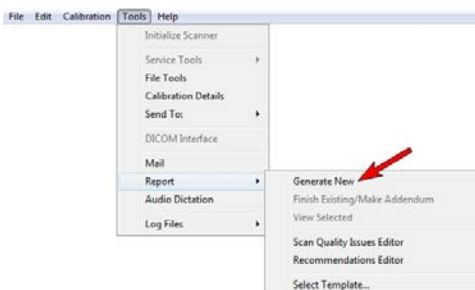 File Edit Calibration Tools Help
Initialize Scanner
Service Tools
File Tools
Calibration Details
Send To:
DICOM Interface
Mail
Report
Audio Dictation
Log Files
Generate New
Finish Existing/Make Addendum
View Selected
Scan Quality Issues Editor
Recommendations Editor
Select Template...